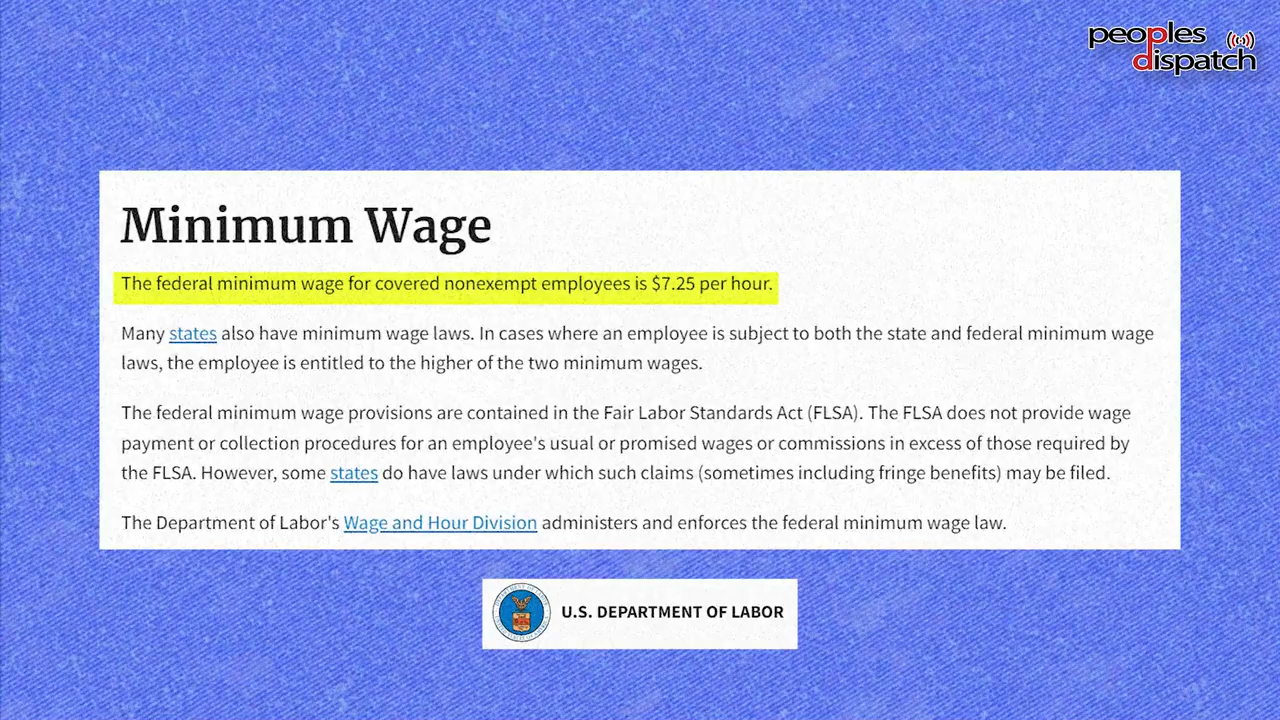 peoples
dispatch
Minimum Wage
The federal minimum wage for covered nonexempt employees is $7.25 per hour.
Many states also have minimum wage laws. In cases where an employee is subject to both the state and federal minimum wage
laws, the employee is entitled to the higher of the two minimum wages.
The federal minimum wage provisions are contained in the Fair Labor Standards Act (FLSA). The FLSA does not provide wage
payment or collection procedures for an employee's usual or promised wages or commissions in excess of those required by
the FLSA. However, some states do have laws under which such claims (sometimes including fringe benefits) may be filed.
The Department of Labor's Wage and Hour Division administers and enforces the federal minimum wage law.
U.S. DEPARTMENT OF LABOR